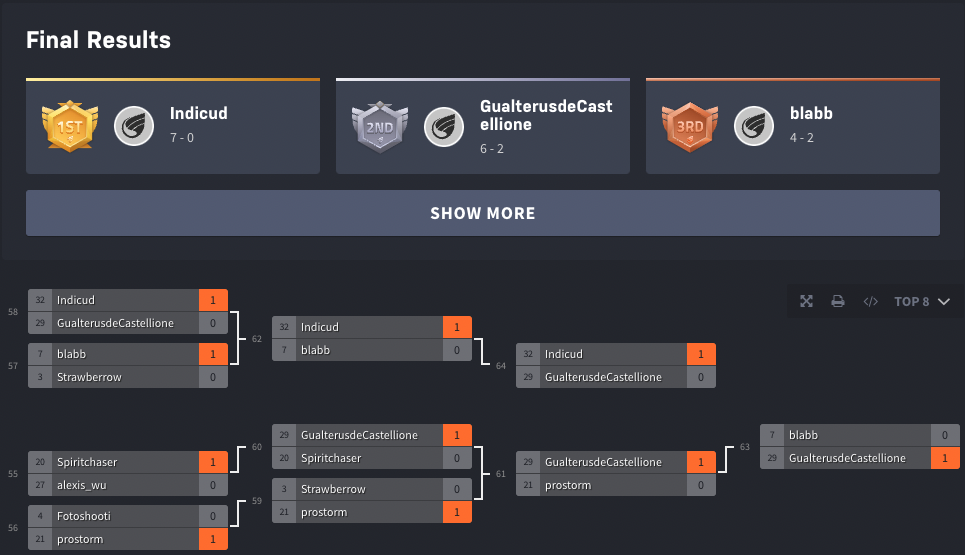 Final Results
1ST
Indicud
7 - 0
2ND
GualterusdeCast
ellione
6 - 2
3RD
blabb
4 - 2
SHOW MORE
TOP 8
58
32 Indicud 1
29 GualterusdeCastellione 0
57
7 blabb 1
3 Strawberrow 0
62
32 Indicud 1
7 blabb 0
64
32 Indicud 1
29 GualterusdeCastellione 0
55
20 Spiritchaser 1
27 alexis_wu 0
56
4 Fotoshooti 0
21 prostorm 1
60
29 GualterusdeCastellione 1
20 Spiritchaser 0
59
3 Strawberrow 0
21 prostorm 1
61
29 GualterusdeCastellione 1
21 prostorm 0
63
7 blabb 0
29 GualterusdeCastellione 1